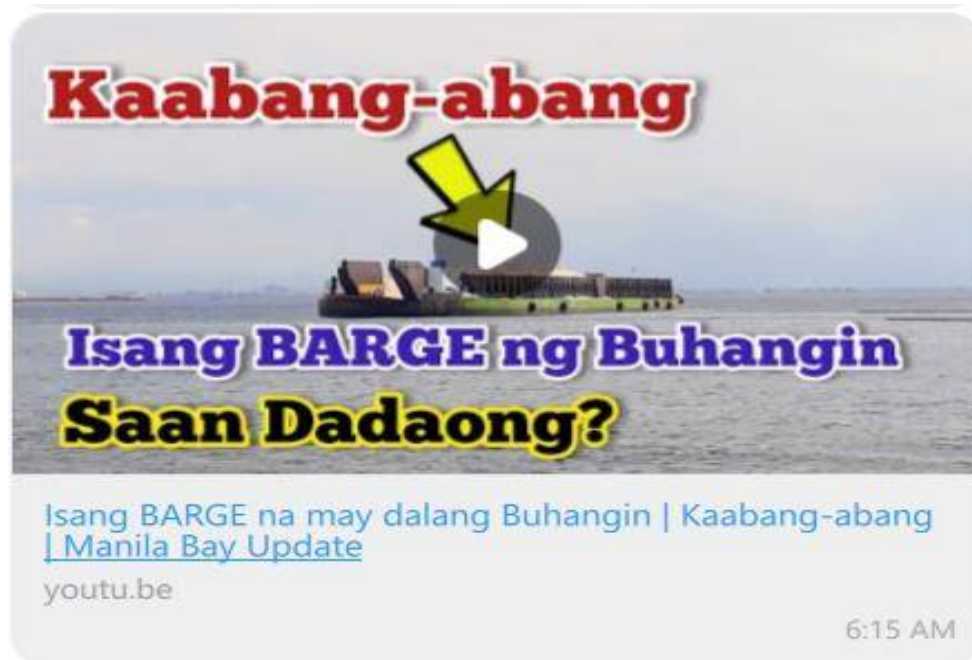 Kaabang-abang
Isang BARGE ng Buhangin
Saan Dadaong?
Isang BARGE na may dalang Buhangin | Kaabang-abang
| Manila Bay Update
youtu.be
6:15 AM